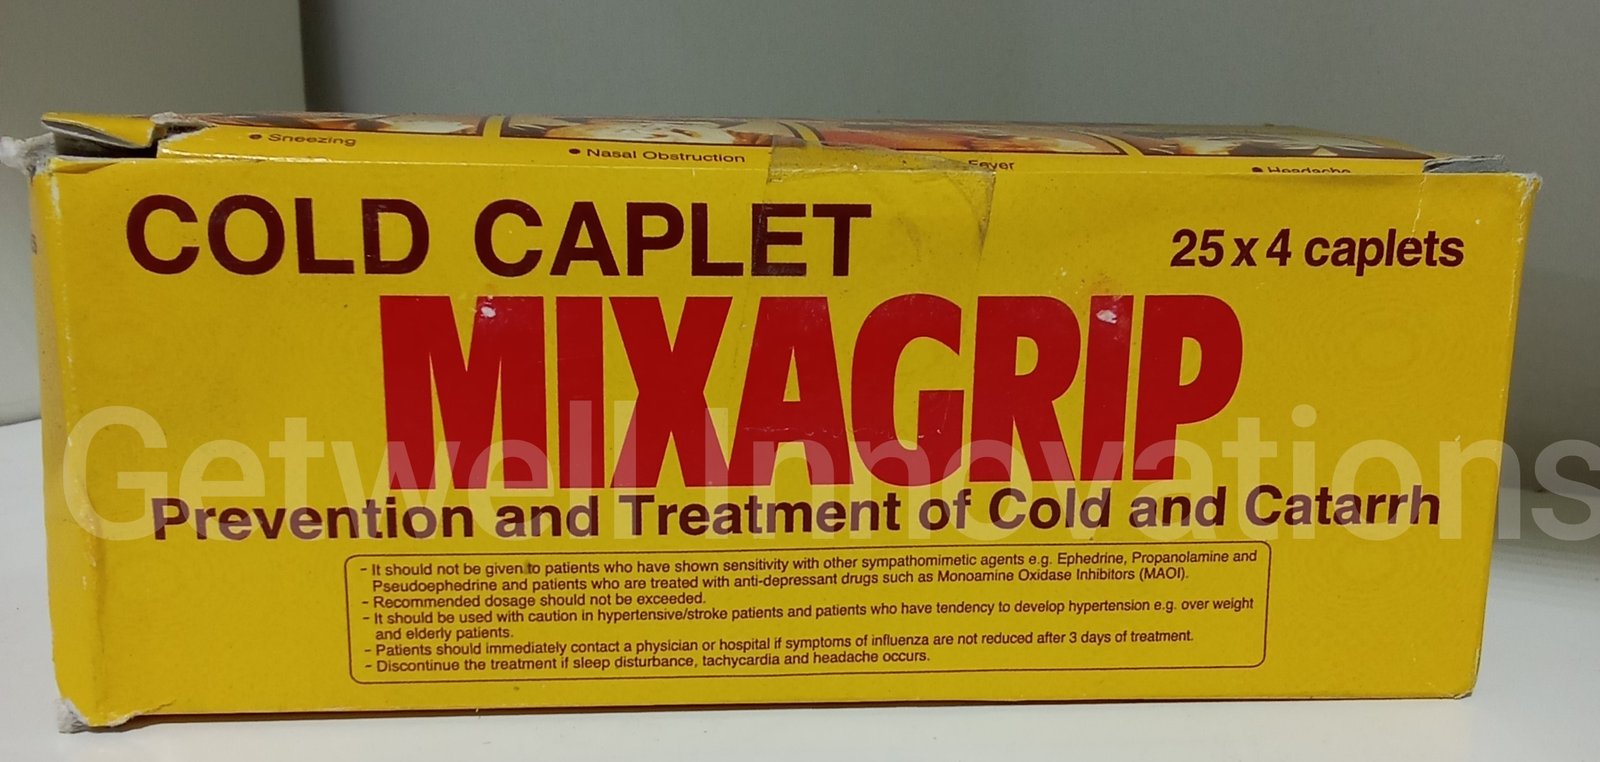 • Sneezing
• Nasal Obstruction
Fever
• Headache
COLD CAPLET
25 x 4 caplets
MIXAGRIP
Getwell Innovations
Prevention and Treatment of Cold and Catarrh
- It should not be given to patients who have shown sensitivity with other sympathomimetic agents e.g. Ephedrine, Propanolamine and
Pseudoephedrine and patients who are treated with anti-depressant drugs such as Monoamine Oxidase Inhibitors (MAOI).
- Recommended dosage should not be exceeded.
- It should be used with caution in hypertensive/stroke patients and patients who have tendency to develop hypertension e.g. over weight
and elderly patients.
- Patients should immediately contact a physician or hospital if symptoms of influenza are not reduced after 3 days of treatment.
- Discontinue the treatment if sleep disturbance, tachycardia and headache occurs.